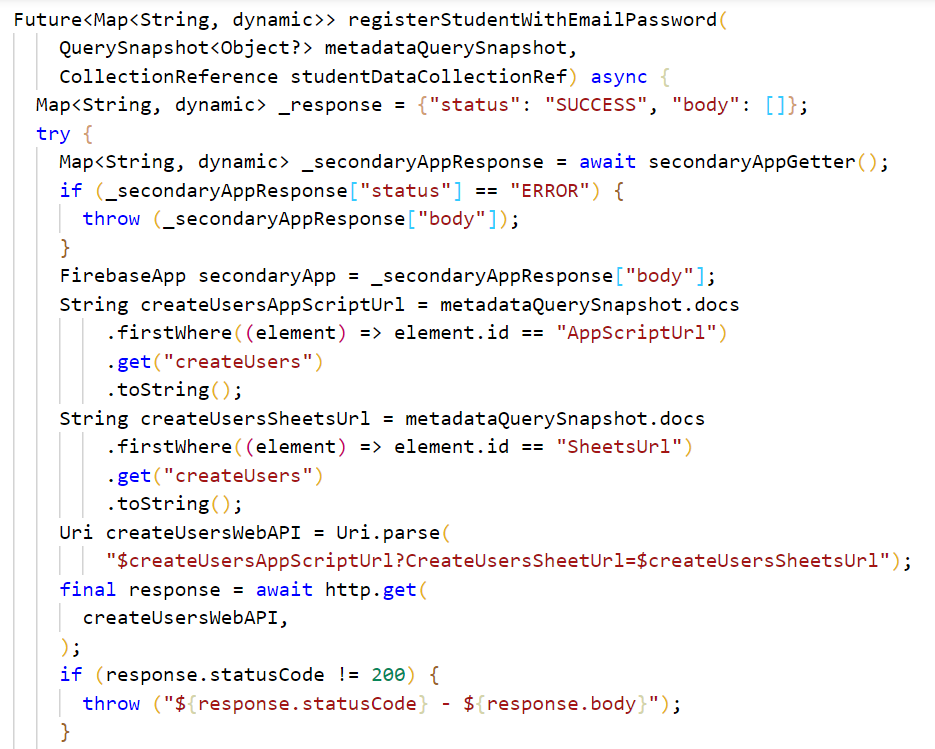 Future<Map<String, dynamic>> registerStudentWithEmailPassword(
QuerySnapshot<Object?> metadataQuerySnapshot,
CollectionReference studentDataCollectionRef) async {
Map<String, dynamic> _response = {"status": "SUCCESS", "body": []};
try {
Map<String, dynamic> _secondaryAppResponse = await secondaryAppGetter();
if (_secondaryAppResponse["status"] == "ERROR") {
throw (_secondaryAppResponse["body"]);
}
FirebaseApp secondaryApp = _secondaryAppResponse["body"];
String createUsersAppScriptUrl = metadataQuerySnapshot.docs
.firstWhere((element) => element.id == "AppScriptUrl")
.get("createUsers")
.toString();
String createUsersSheetsUrl = metadataQuerySnapshot.docs
.firstWhere((element) => element.id == "SheetsUrl")
.get("createUsers")
.toString();
Uri createUsersWebAPI = Uri.parse(
"$createUsersAppScriptUrl?CreateUsersSheetUrl=$createUsersSheetsUrl");
final response = await http.get(
createUsersWebAPI,
);
if (response.statusCode != 200) {
throw ("${response.statusCode} - ${response.body}");
}